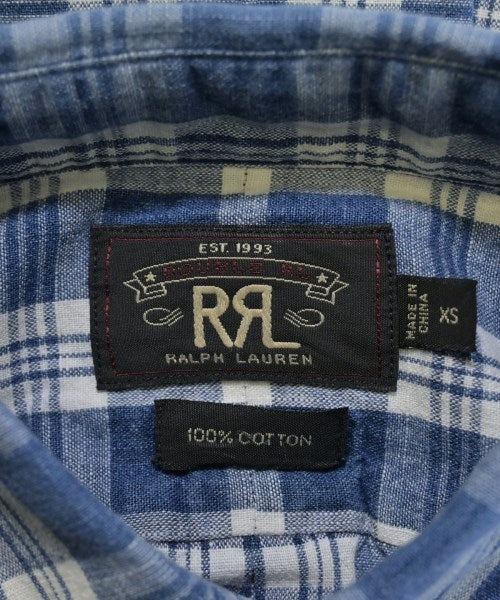 EST. 1993
DOUBLE RL
RRL
RALPH LAUREN
MADE IN
CHINA
XS
100% COTTON